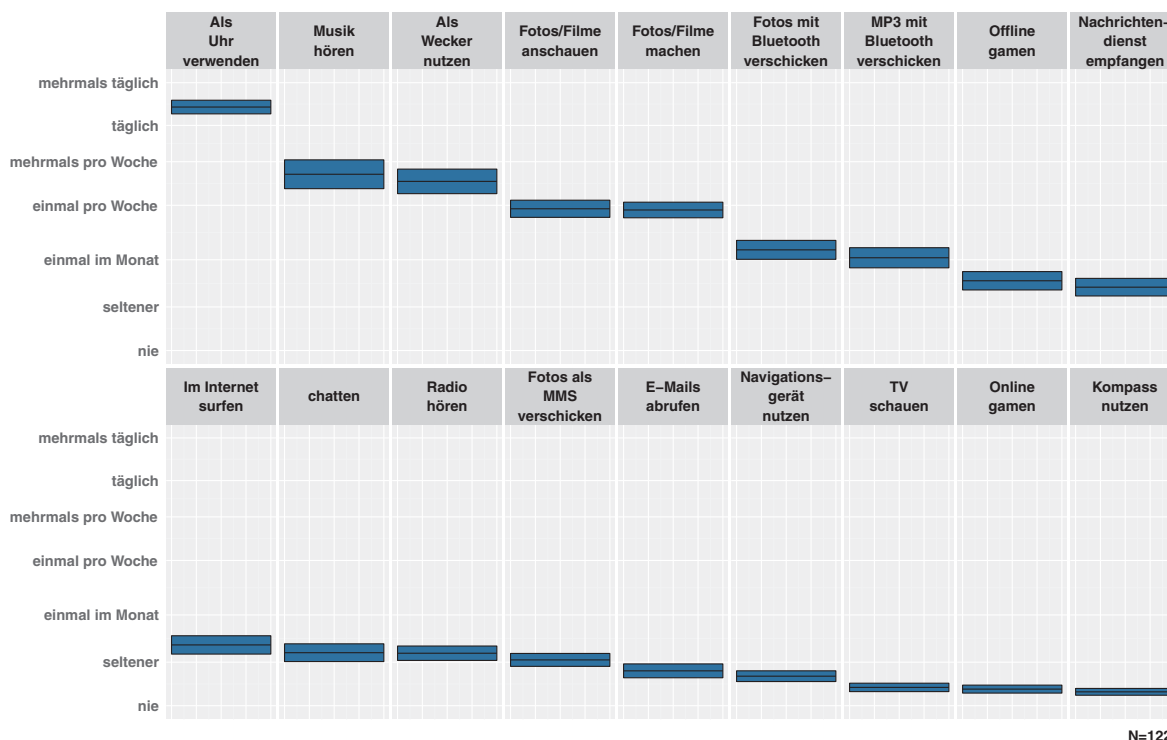 Als
Uhr
verwenden
Musik
hören
Als
Wecker
nutzen
Fotos/Filme
anschauen
Fotos/Filme
machen
Fotos mit
Bluetooth
verschicken
MP3 mit
Bluetooth
verschicken
Offline
gamen
Nachrichten-
dienst
empfangen
mehrmals täglich
täglich
mehrmals pro Woche
einmal pro Woche
einmal im Monat
seltener
nie
Im Internet
surfen
chatten
Radio
hören
Fotos als
MMS
verschicken
E−Mails
abrufen
Navigations−
gerät
nutzen
TV
schauen
Online
gamen
Kompass
nutzen
mehrmals täglich
täglich
mehrmals pro Woche
einmal pro Woche
einmal im Monat
seltener
nie
N=122